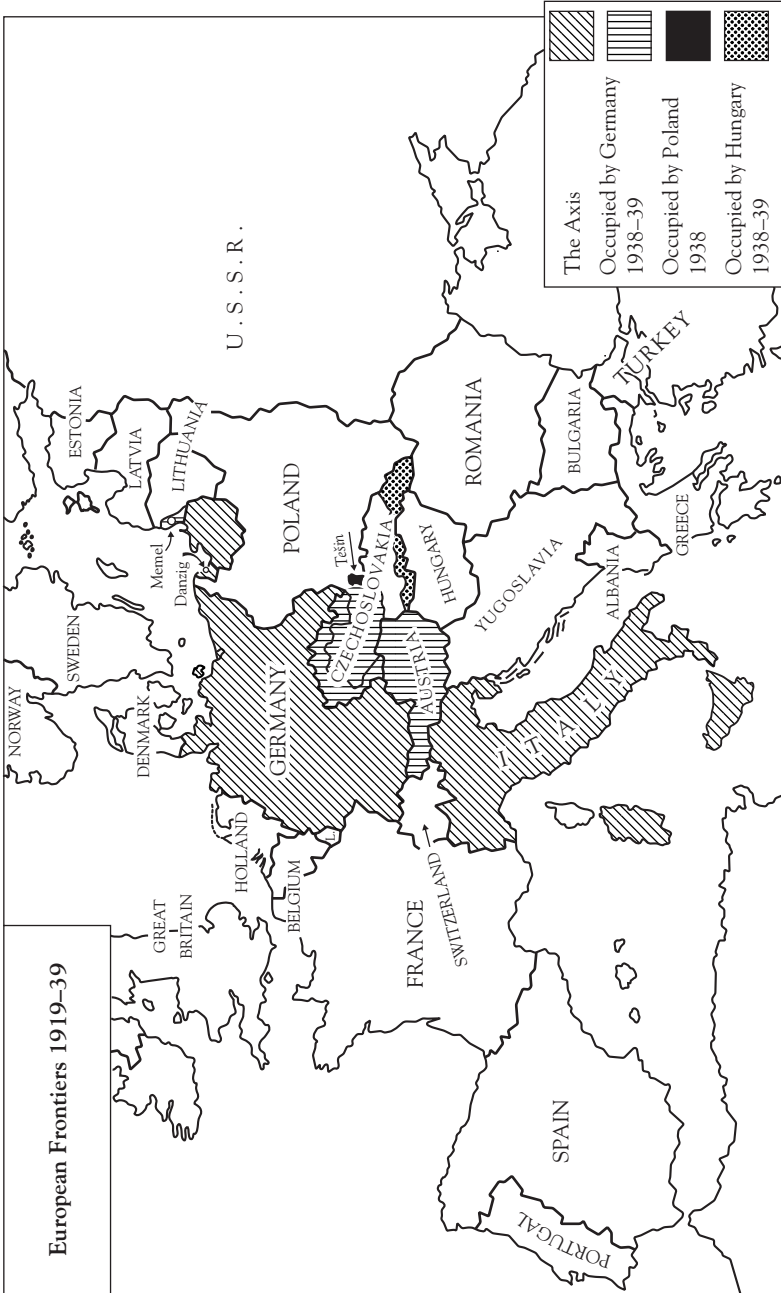 European Frontiers 1919–39
The Axis
Occupied by Germany
1938–39
Occupied by Poland
1938
Occupied by Hungary
1938–39
NORWAY
SWEDEN
DENMARK
ESTONIA
LATVIA
LITHUANIA
Memel
Danzig
U.S.S.R.
GREAT
BRITAIN
HOLLAND
BELGIUM
L.
GERMANY
POLAND
Tešin
CZECHOSLOVAKIA
AUSTRIA
HUNGARY
ROMANIA
FRANCE
SWITZERLAND
ITALY
YUGOSLAVIA
BULGARIA
ALBANIA
GREECE
TURKEY
SPAIN
PORTUGAL